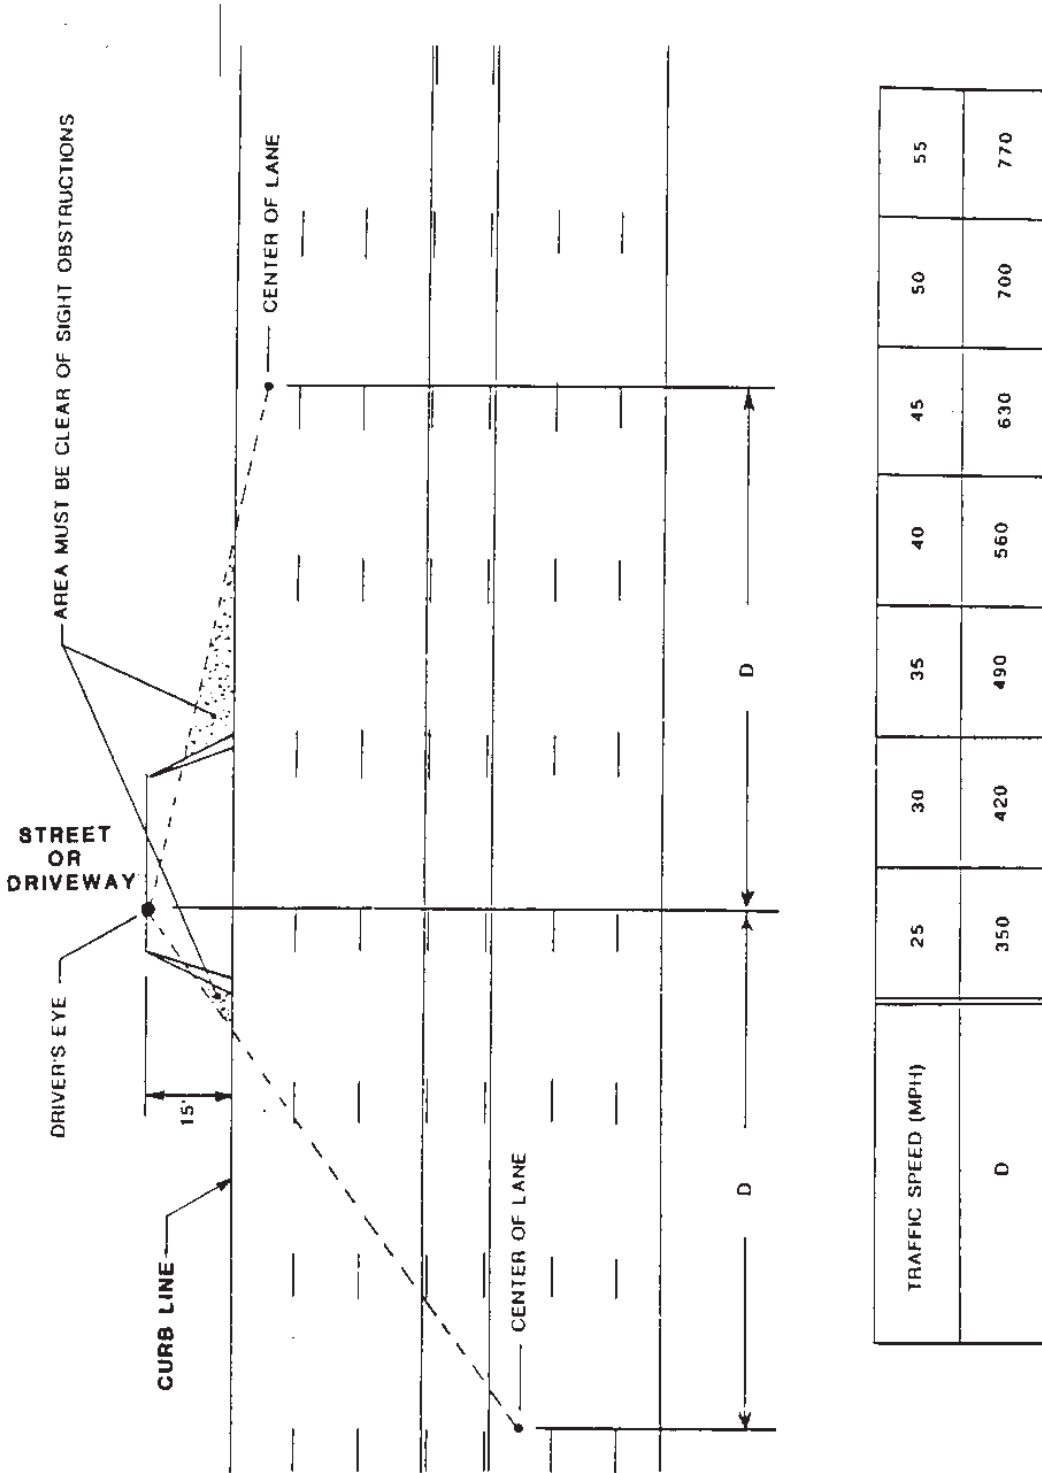 STREET
OR
DRIVEWAY
AREA MUST BE CLEAR OF SIGHT OBSTRUCTIONS
DRIVER'S EYE
15'
CURB LINE
CENTER OF LANE
CENTER OF LANE
D
D
TRAFFIC SPEED (MPH) 25 30 35 40 45 50 55
D 350 420 490 560 630 700 770